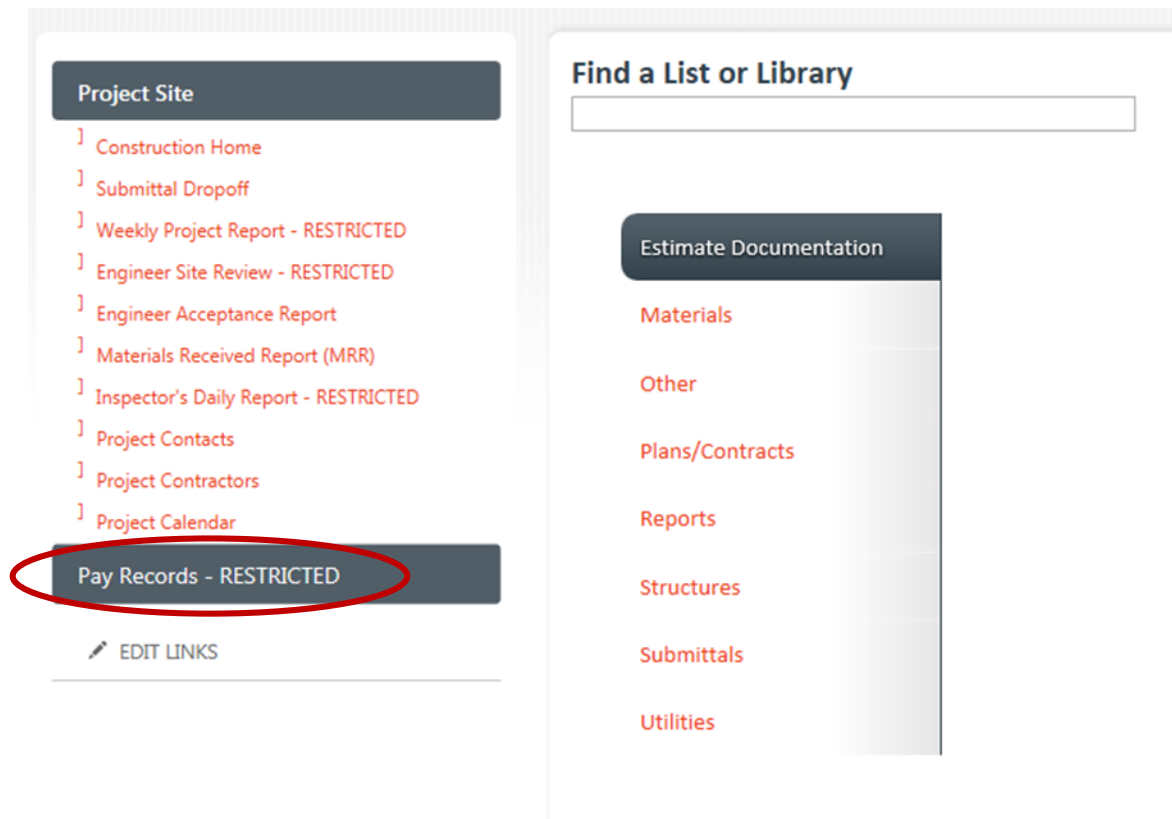 Project Site
Construction Home
Submittal Dropoff
Weekly Project Report - RESTRICTED
Engineer Site Review - RESTRICTED
Engineer Acceptance Report
Materials Received Report (MRR)
Inspector's Daily Report - RESTRICTED
Project Contacts
Project Contractors
Project Calendar
Pay Records - RESTRICTED
EDIT LINKS
Find a List or Library
Estimate Documentation
Materials
Other
Plans/Contracts
Reports
Structures
Submittals
Utilities